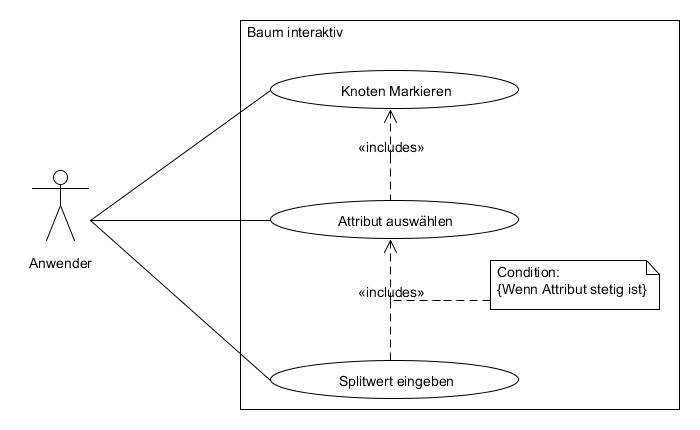 Baum interaktiv
Knoten Markieren
«includes»
Attribut auswählen
Anwender
Condition:
{Wenn Attribut stetig ist}
«includes»
Splitwert eingeben